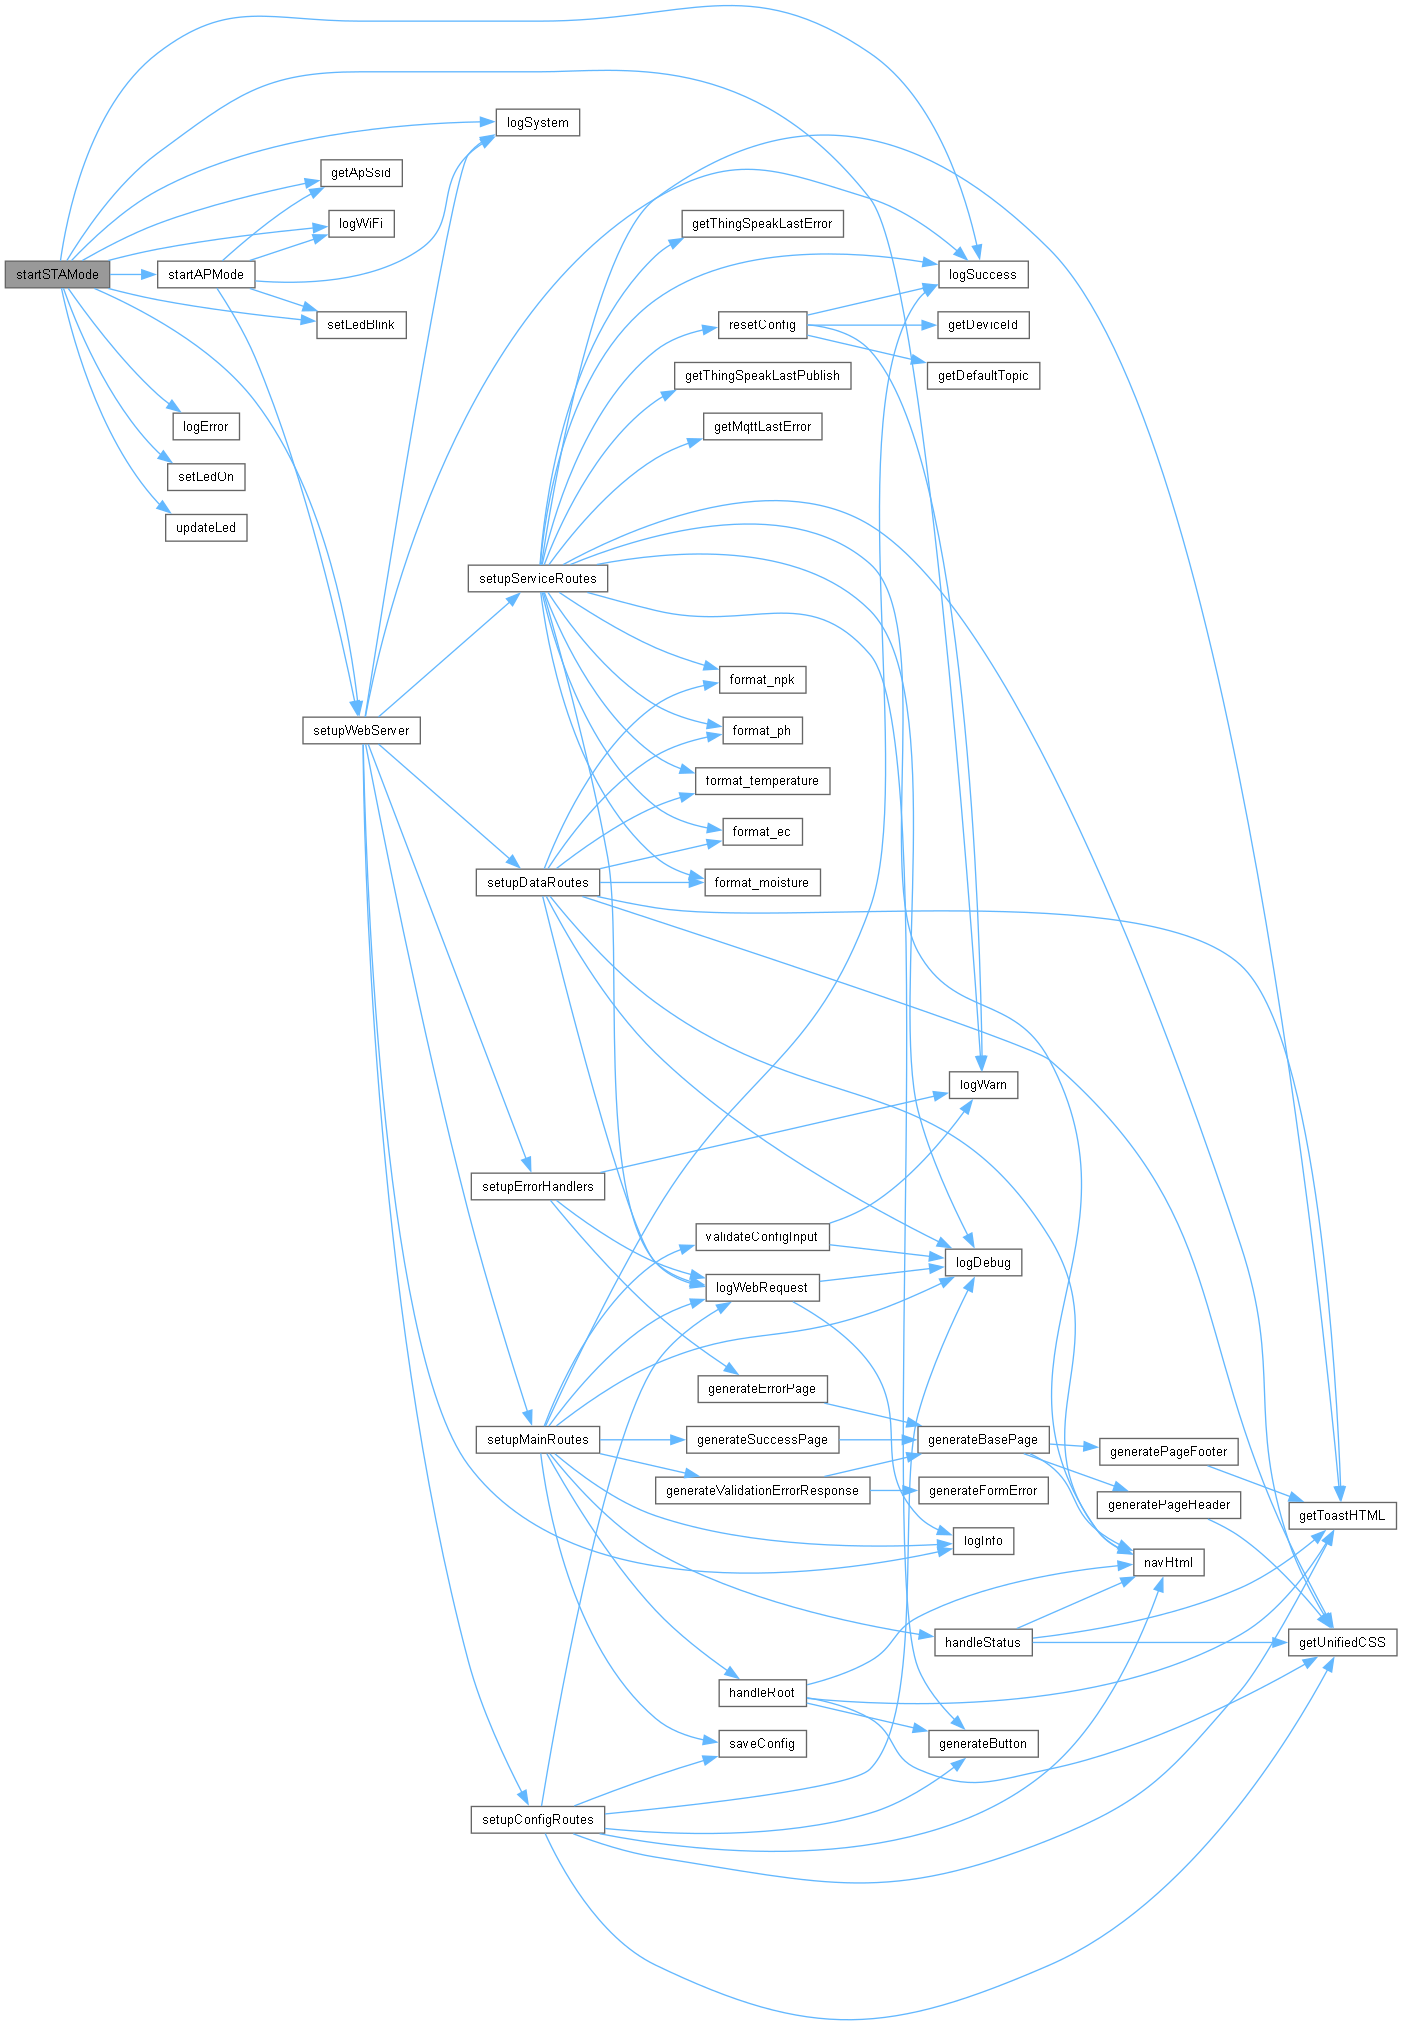 logSystem
getApSsid
getThingSpeakLastError
logWiFi
startSTAMode
startAPMode
logSuccess
setLedBlink
resetConfig
getDeviceId
getThingSpeakLastPublish
getDefaultTopic
logError
getMqttLastError
setLedOn
updateLed
setupServiceRoutes
format_npk
setupWebServer
format_ph
format_temperature
format_ec
setupDataRoutes
format_moisture
logWarn
setupErrorHandlers
validateConfigInput
logDebug
logWebRequest
generateErrorPage
setupMainRoutes
generateSuccessPage
generateBasePage
generatePageFooter
generateValidationErrorResponse
generateFormError
generatePageHeader
getToastHTML
logInfo
navHtml
handleStatus
getUnifiedCSS
handleRoot
saveConfig
generateButton
setupConfigRoutes